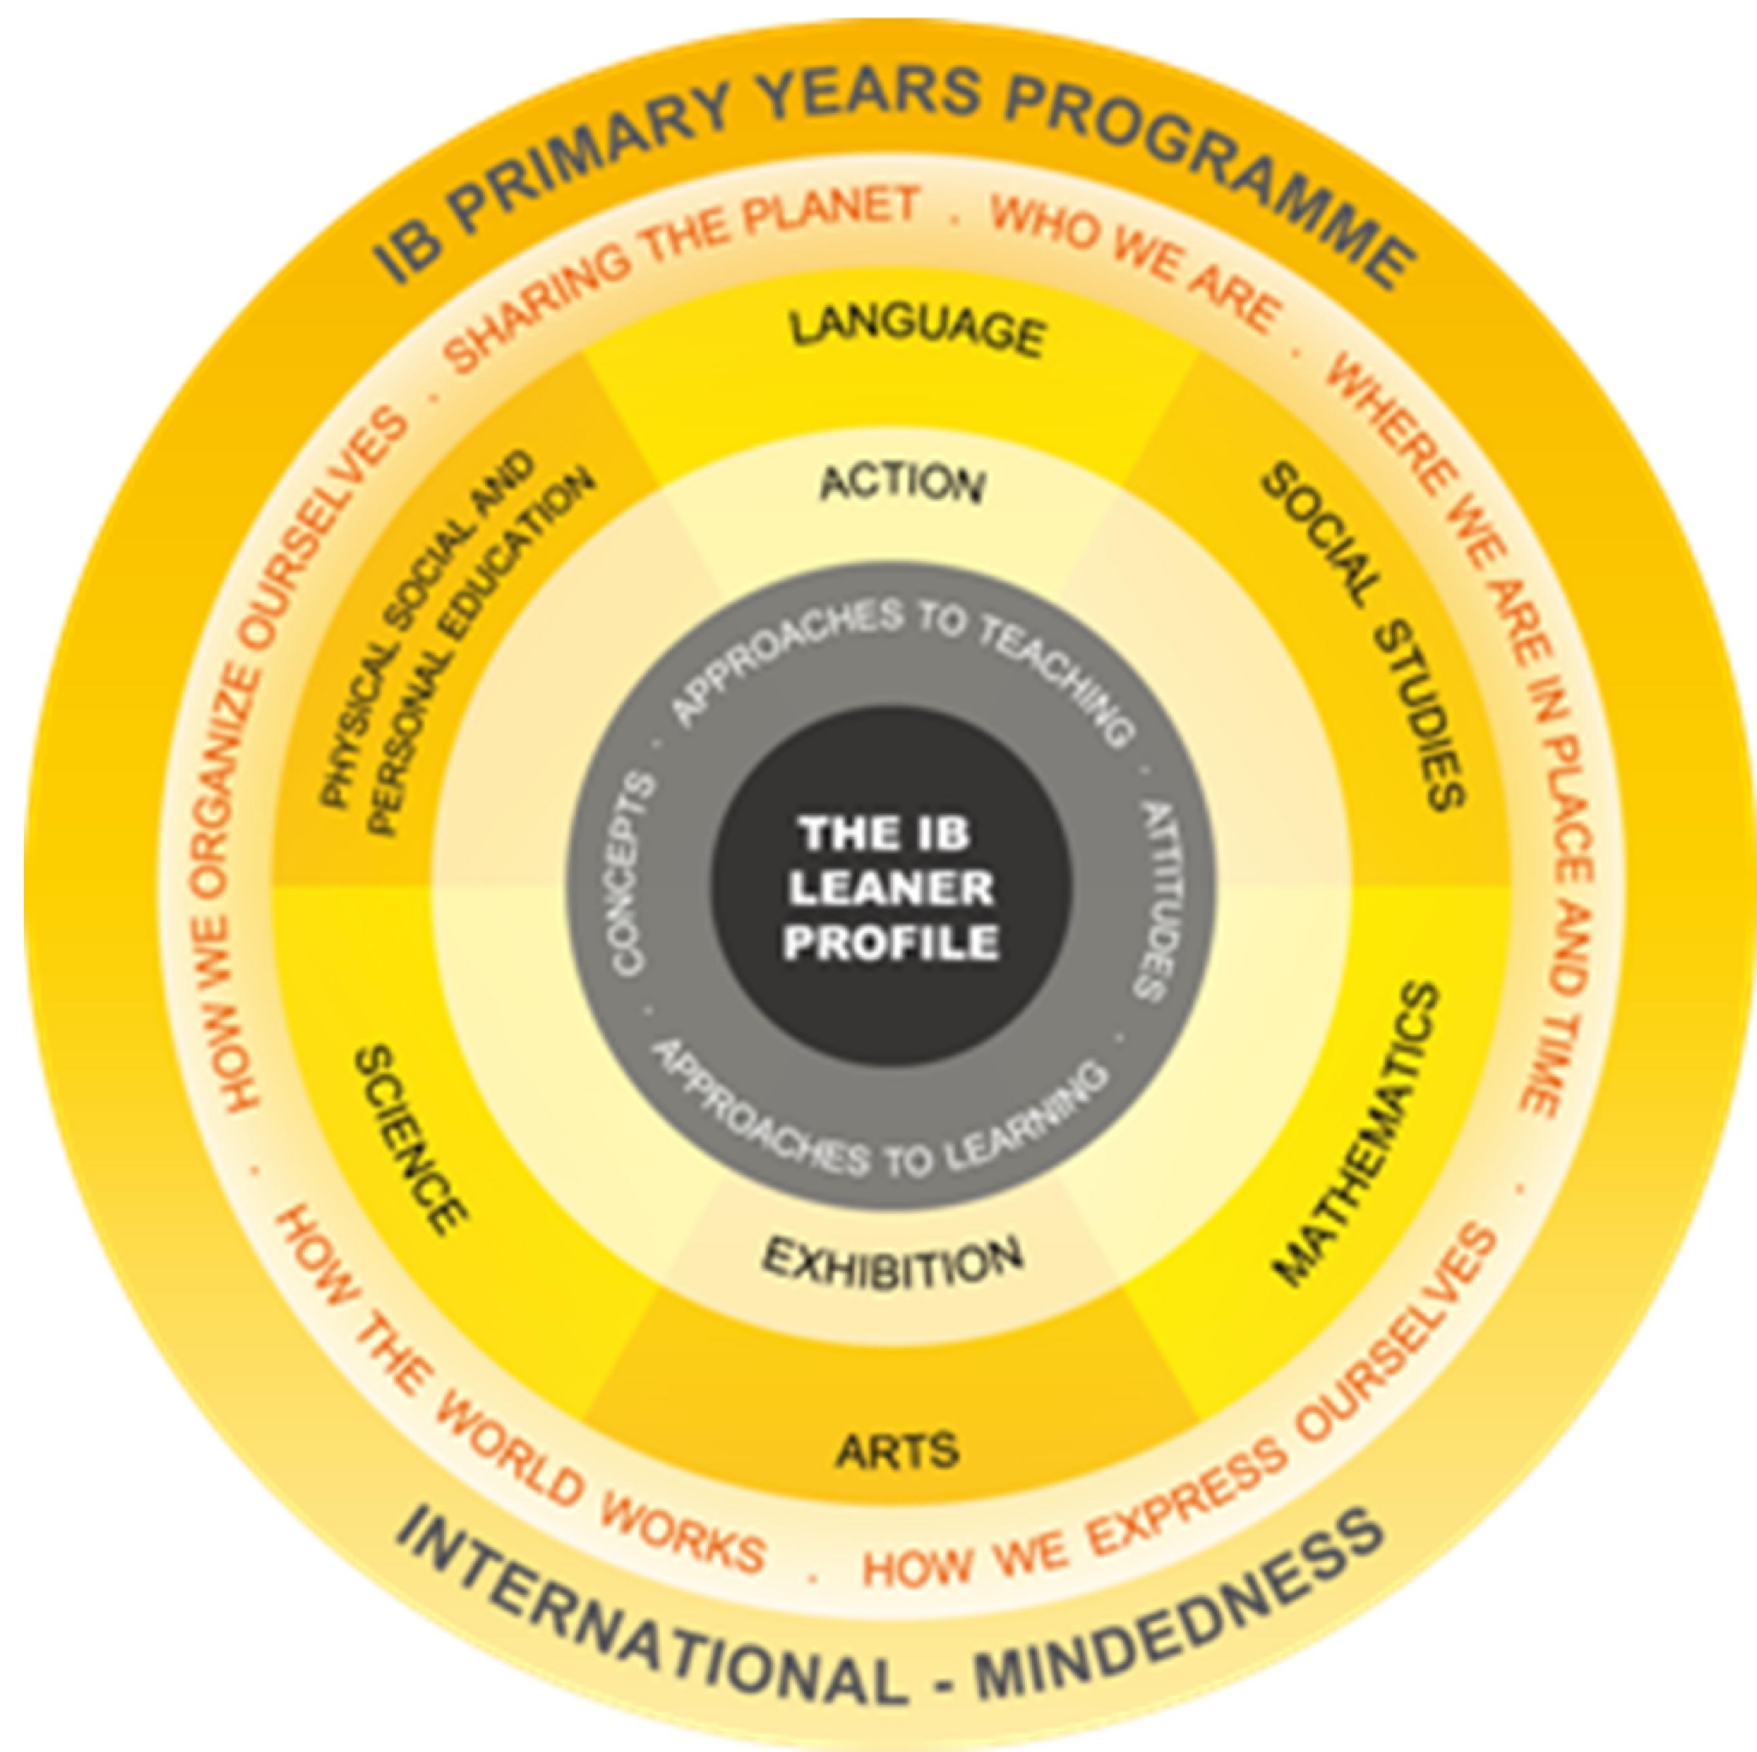 IB PRIMARY YEARS PROGRAMME
SHARING THE PLANET . WHO WE ARE . WHERE WE ARE IN PLACE AND TIME . HOW WE EXPRESS OURSELVES . HOW THE WORLD WORKS . HOW WE ORGANIZE OURSELVES .
LANGUAGE
SOCIAL STUDIES
MATHEMATICS
ARTS
SCIENCE
PHYSICAL SOCIAL AND
PERSONAL EDUCATION
ACTION
EXHIBITION
APPROACHES TO TEACHING · ATTITUDES · APPROACHES TO LEARNING · CONCEPTS ·
THE IB
LEANER
PROFILE
INTERNATIONAL - MINDEDNESS